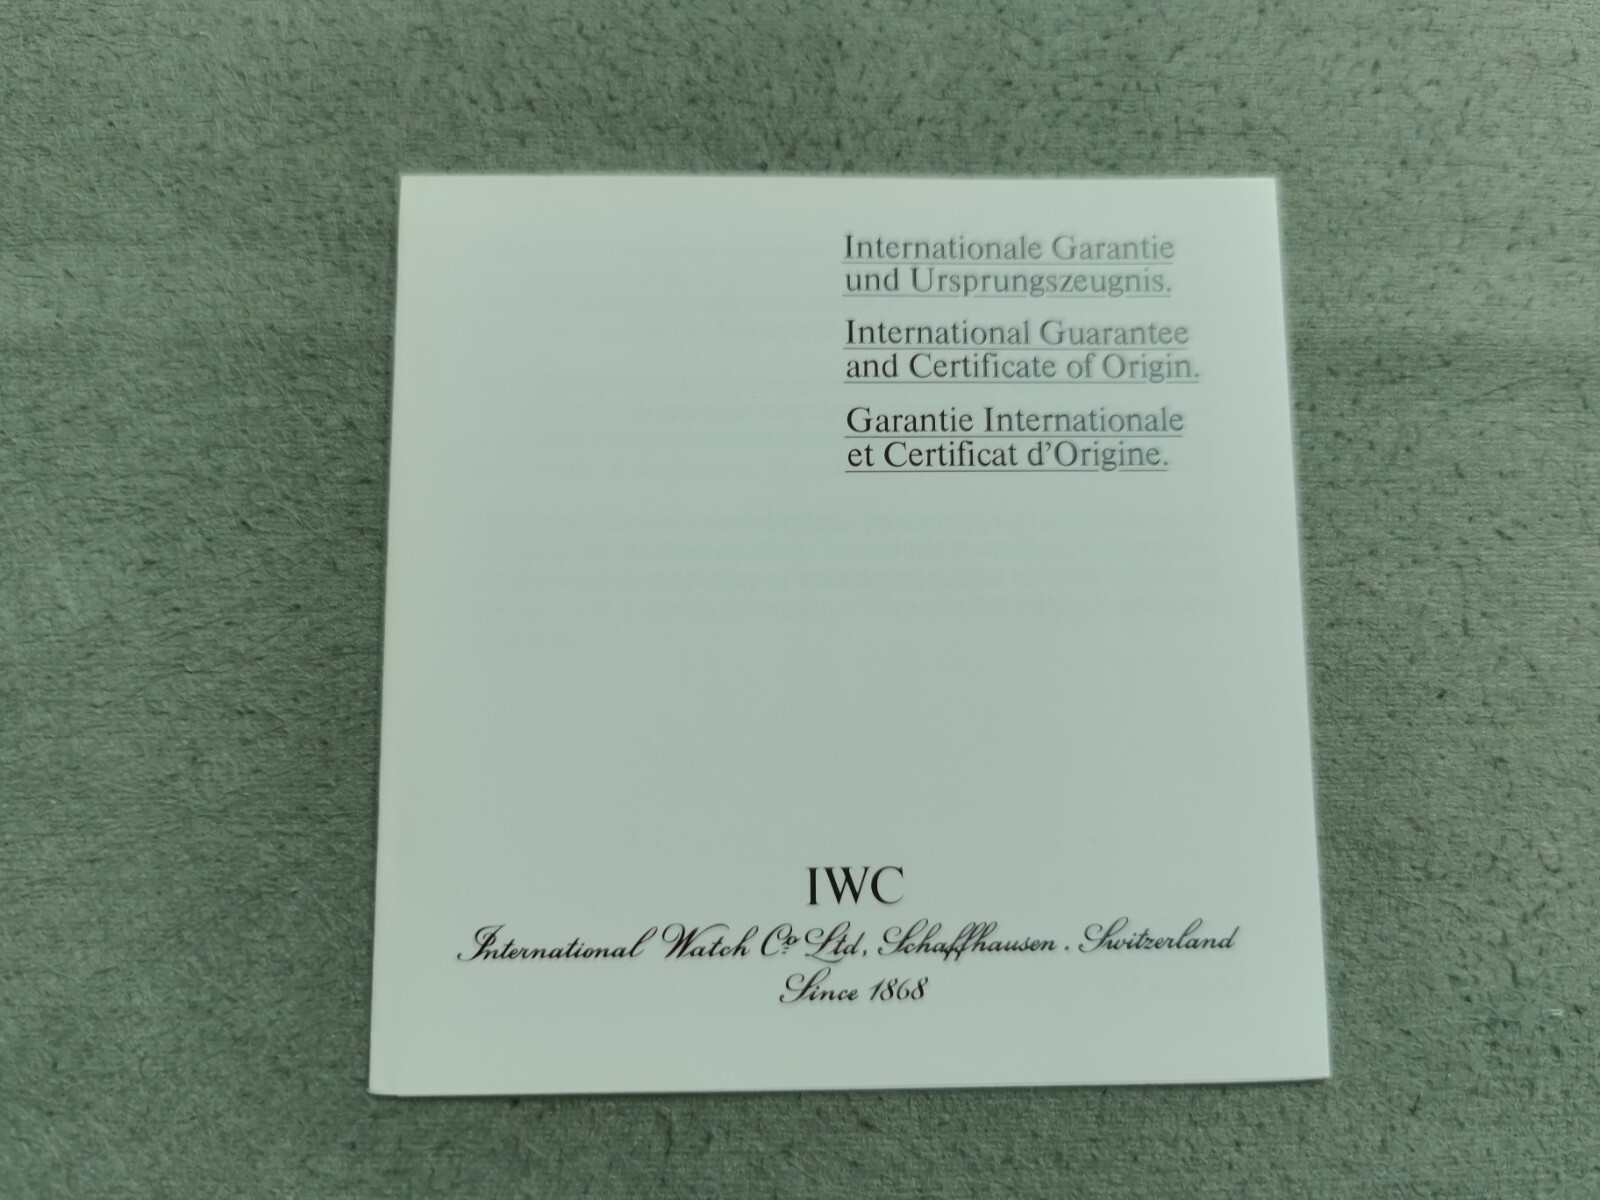 Internationale Garantie
und Ursprungszeugnis.
International Guarantee
and Certificate of Origin.
Garantie Internationale
et Certificat d'Origine.
IWC
International Watch Co Ltd, Schaffhausen . Switzerland
Since 1868